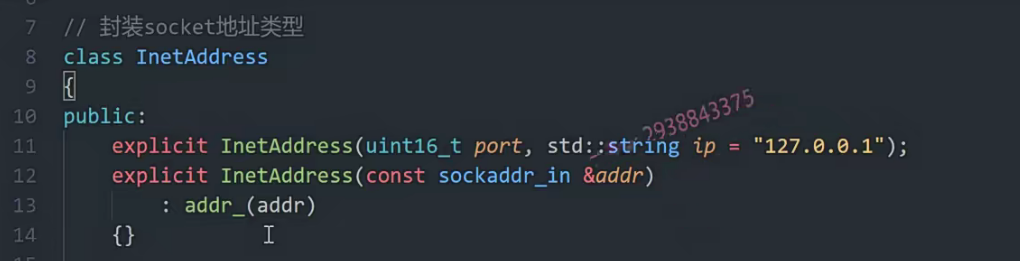 7 // 封装socket地址类型
8 class InetAddress
9 {
10 public:
11 explicit InetAddress(uint16_t port, std::string ip = "127.0.0.1");
12 explicit InetAddress(const sockaddr_in &addr)
13 : addr_(addr)
14 {}
2938843375